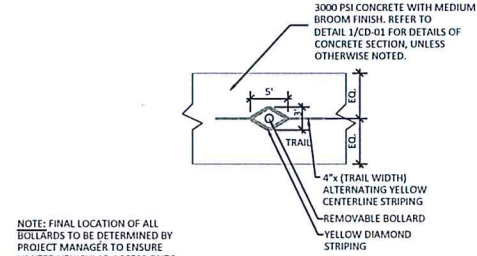 3000 PSI CONCRETE WITH MEDIUM
BROOM FINISH. REFER TO
DETAIL 1/CD-01 FOR DETAILS OF
CONCRETE SECTION, UNLESS
OTHERWISE NOTED.
5'
3'
EQ.
TRAIL
EQ.
4"x (TRAIL WIDTH)
ALTERNATING YELLOW
CENTERLINE STRIPING
REMOVABLE BOLLARD
YELLOW DIAMOND
STRIPING
NOTE: FINAL LOCATION OF ALL
BOLLARDS TO BE DETERMINED BY
PROJECT MANAGER TO ENSURE